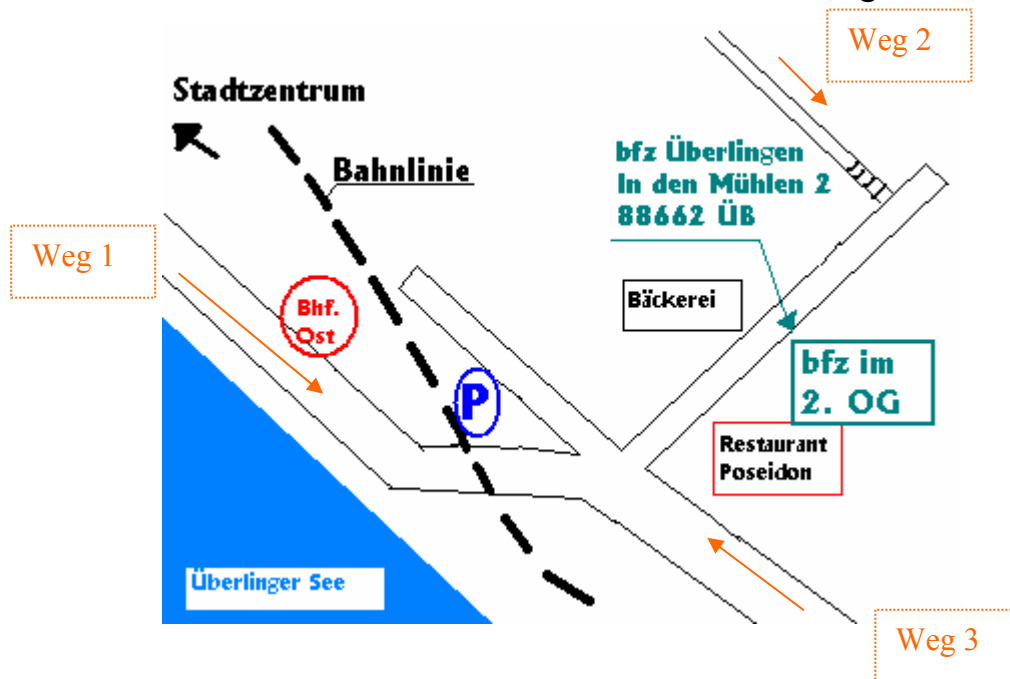 Weg 2
Stadtzentrum
bfz Überlingen
In den Mühlen 2
88662 ÜB
Bahnlinie
Weg 1
Bhf.
Ost
Bäckerei
bfz im
2. OG
P
Restaurant
Poseidon
Überlinger See
Weg 3